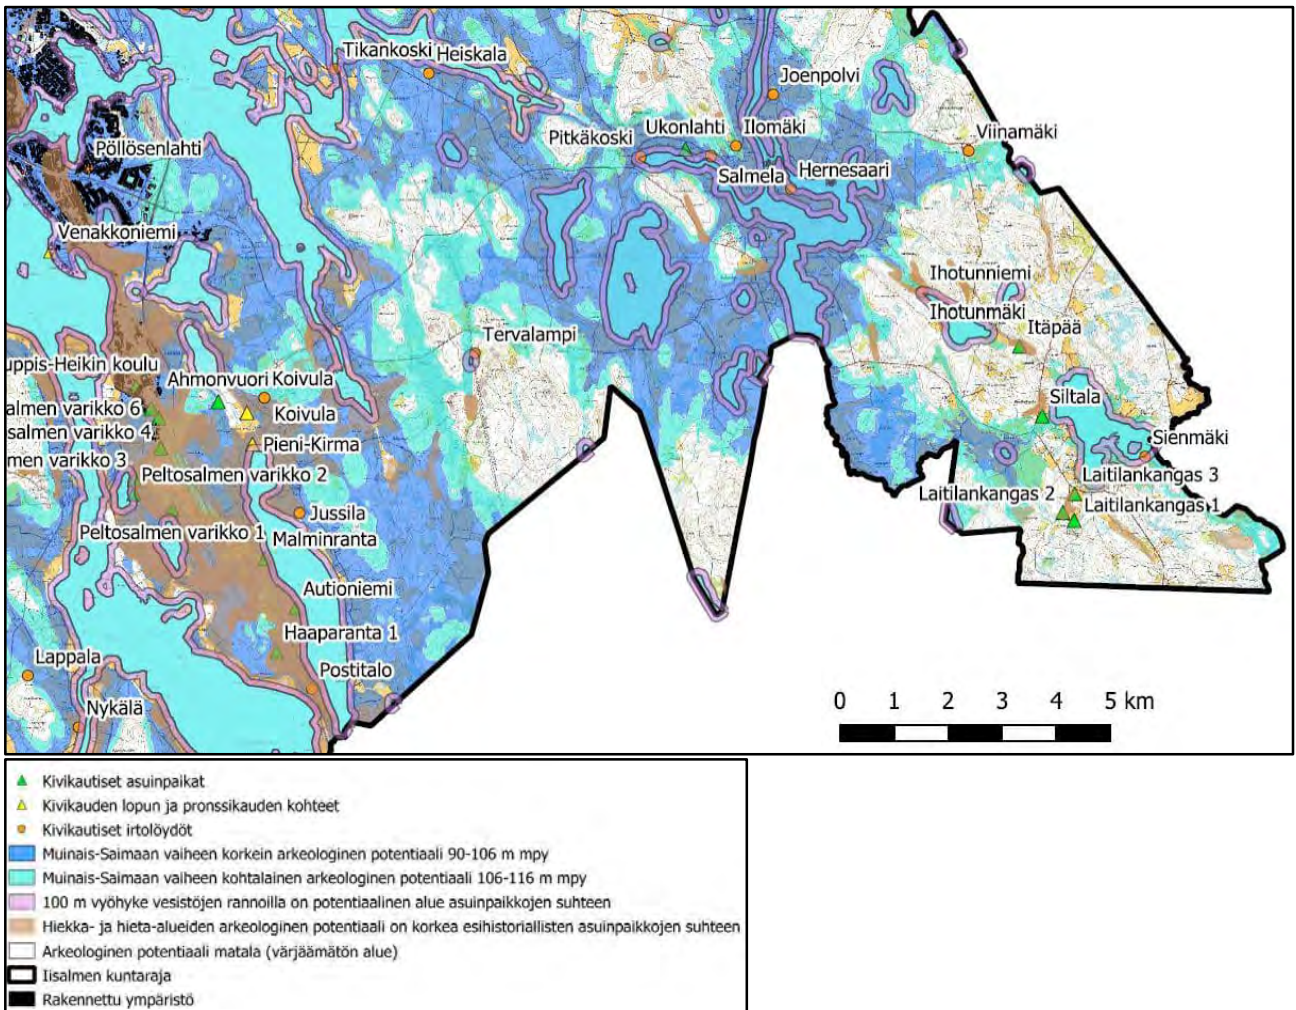 Tikankoski Heiskala
Joenpolvi
Pitkäkoski Ukonlahti Ilomäki
Viinamäki
Pöllösenlahti
Salmela Hernesaari
Venakkoniemi
Ihotunniemi
Ihotunmäki
Itäpää
Tervalampi
uppis-Heikin koulu
Ahmonvuori Koivula
Koivula
Siltala
almen varikko 6
salmen varikko 4
Pieni-Kirma
Sienmäki
men varikko 3
Peltosalmen varikko 2
Laitilankangas 3
Laitilankangas 2
Laitilankangas 1
Jussila
Peltosalmen varikko 1 Malminranta
Autioniemi
Haaparanta 1
Lappala
Postitalo
Nykälä
0 1 2 3 4 5 km
Kivikautiset asuinpaikat
Kivikauden lopun ja pronssikauden kohteet
Kivikautiset irtolöydöt
Muinais-Saimaan vaiheen korkein arkeologinen potentiaali 90-106 m mpy
Muinais-Saimaan vaiheen kohtalainen arkeologinen potentiaali 106-116 m mpy
100 m vyöhyke vesistöjen rannoilla on potentiaalinen alue asuinpaikkojen suhteen
Hiekka- ja hieta-alueiden arkeologinen potentiaali on korkea esihistoriallisten asuinpaikkojen suhteen
Arkeologinen potentiaali matala (värjäämätön alue)
Iisalmen kuntaraja
Rakennettu ympäristö